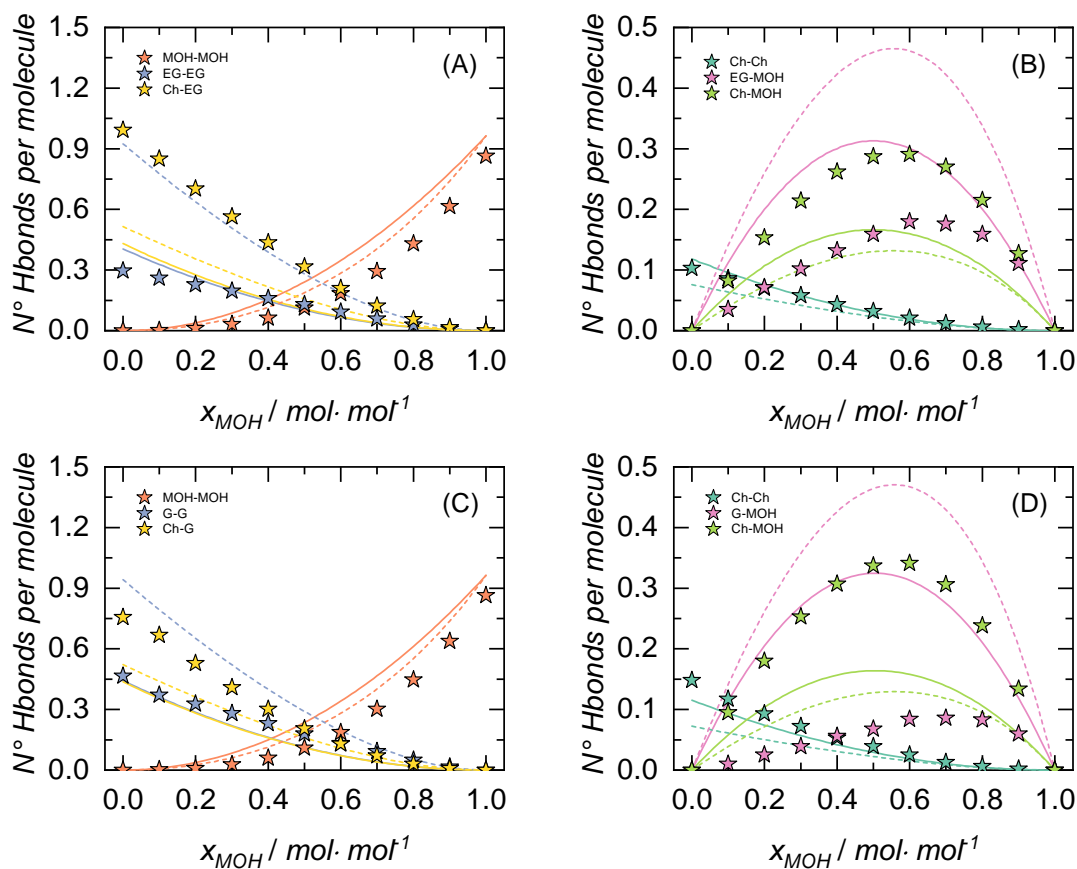 1.5
1.2
0.9
0.6
0.3
0.0
N° Hbonds per molecule
MOH-MOH
EG-EG
Ch-EG
(A)
0.0 0.2 0.4 0.6 0.8 1.0
x_MOH / mol· mol⁻¹
0.5
0.4
0.3
0.2
0.1
0.0
N° Hbonds per molecule
Ch-Ch
EG-MOH
Ch-MOH
(B)
0.0 0.2 0.4 0.6 0.8 1.0
x_MOH / mol· mol⁻¹
1.5
1.2
0.9
0.6
0.3
0.0
N° Hbonds per molecule
MOH-MOH
G-G
Ch-G
(C)
0.0 0.2 0.4 0.6 0.8 1.0
x_MOH / mol· mol⁻¹
0.5
0.4
0.3
0.2
0.1
0.0
N° Hbonds per molecule
Ch-Ch
G-MOH
Ch-MOH
(D)
0.0 0.2 0.4 0.6 0.8 1.0
x_MOH / mol· mol⁻¹